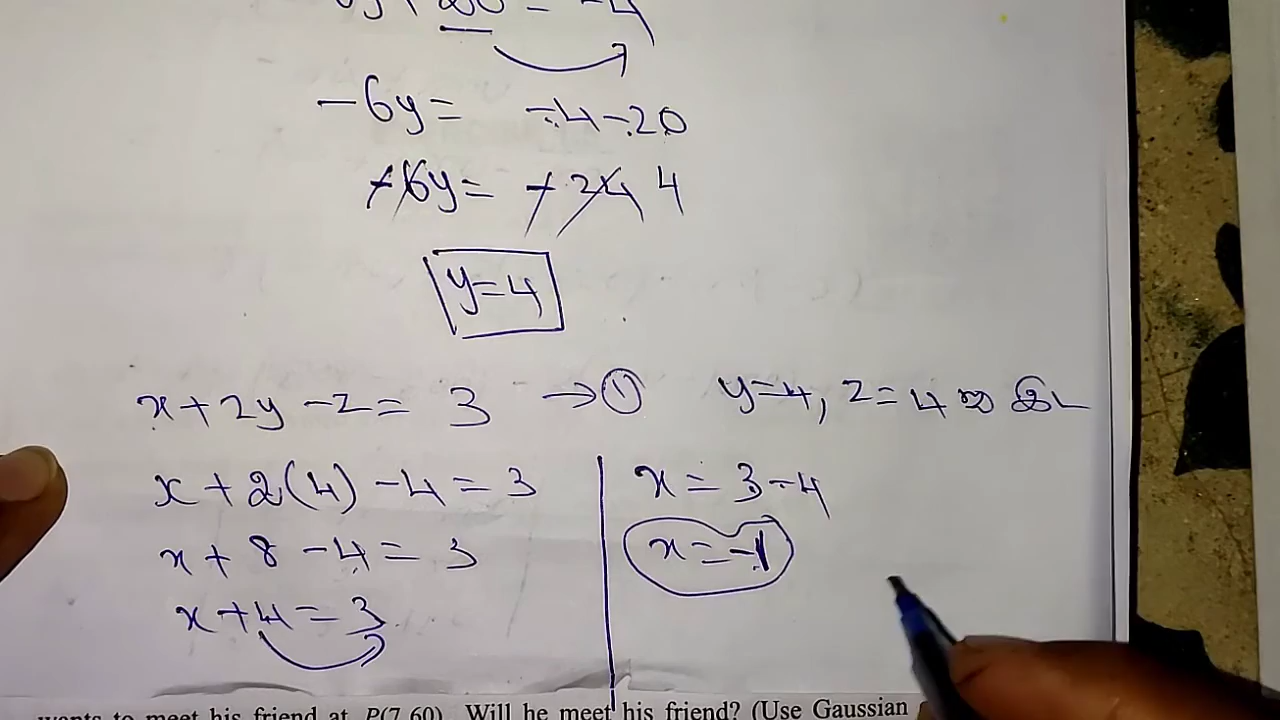 -6y = -4-20
-6y = -24 4
y=4
x+2y-z = 3 → ① y=4, z=4 ஐ இட
x+2(4)-4=3
x+8-4=3
x+4=3
x=3-4
x=-1
wants to meet his friend at P(7,60). Will he meet his friend? (Use Gaussian